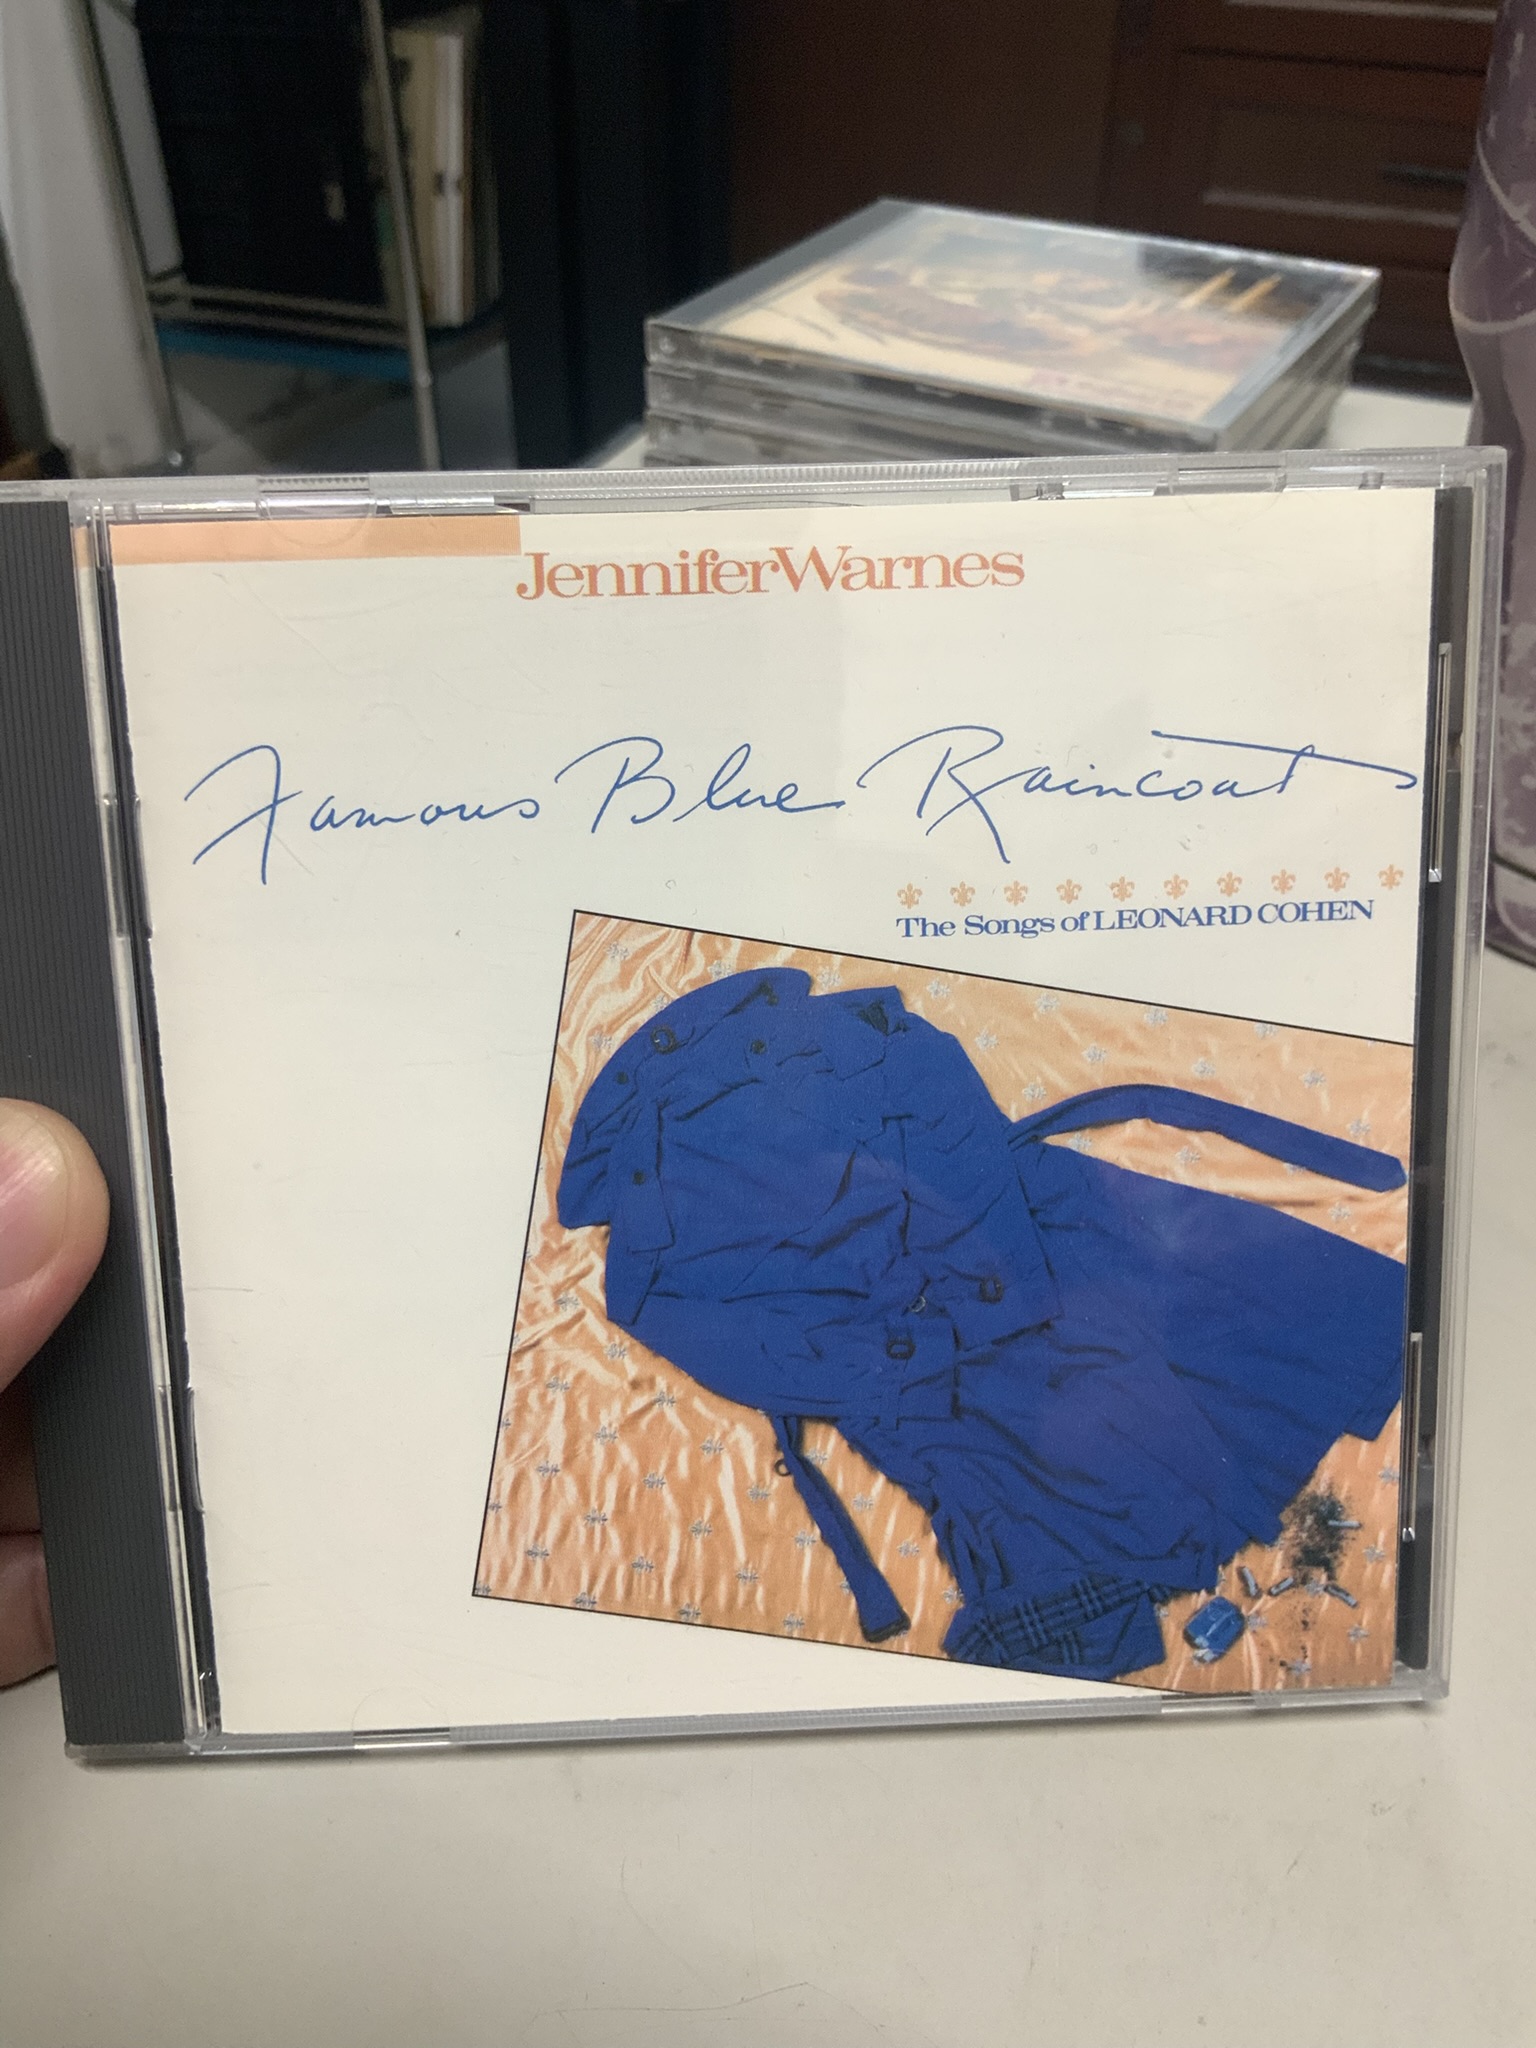 JenniferWarnes
Famous Blue Raincoat
The Songs of LEONARD COHEN